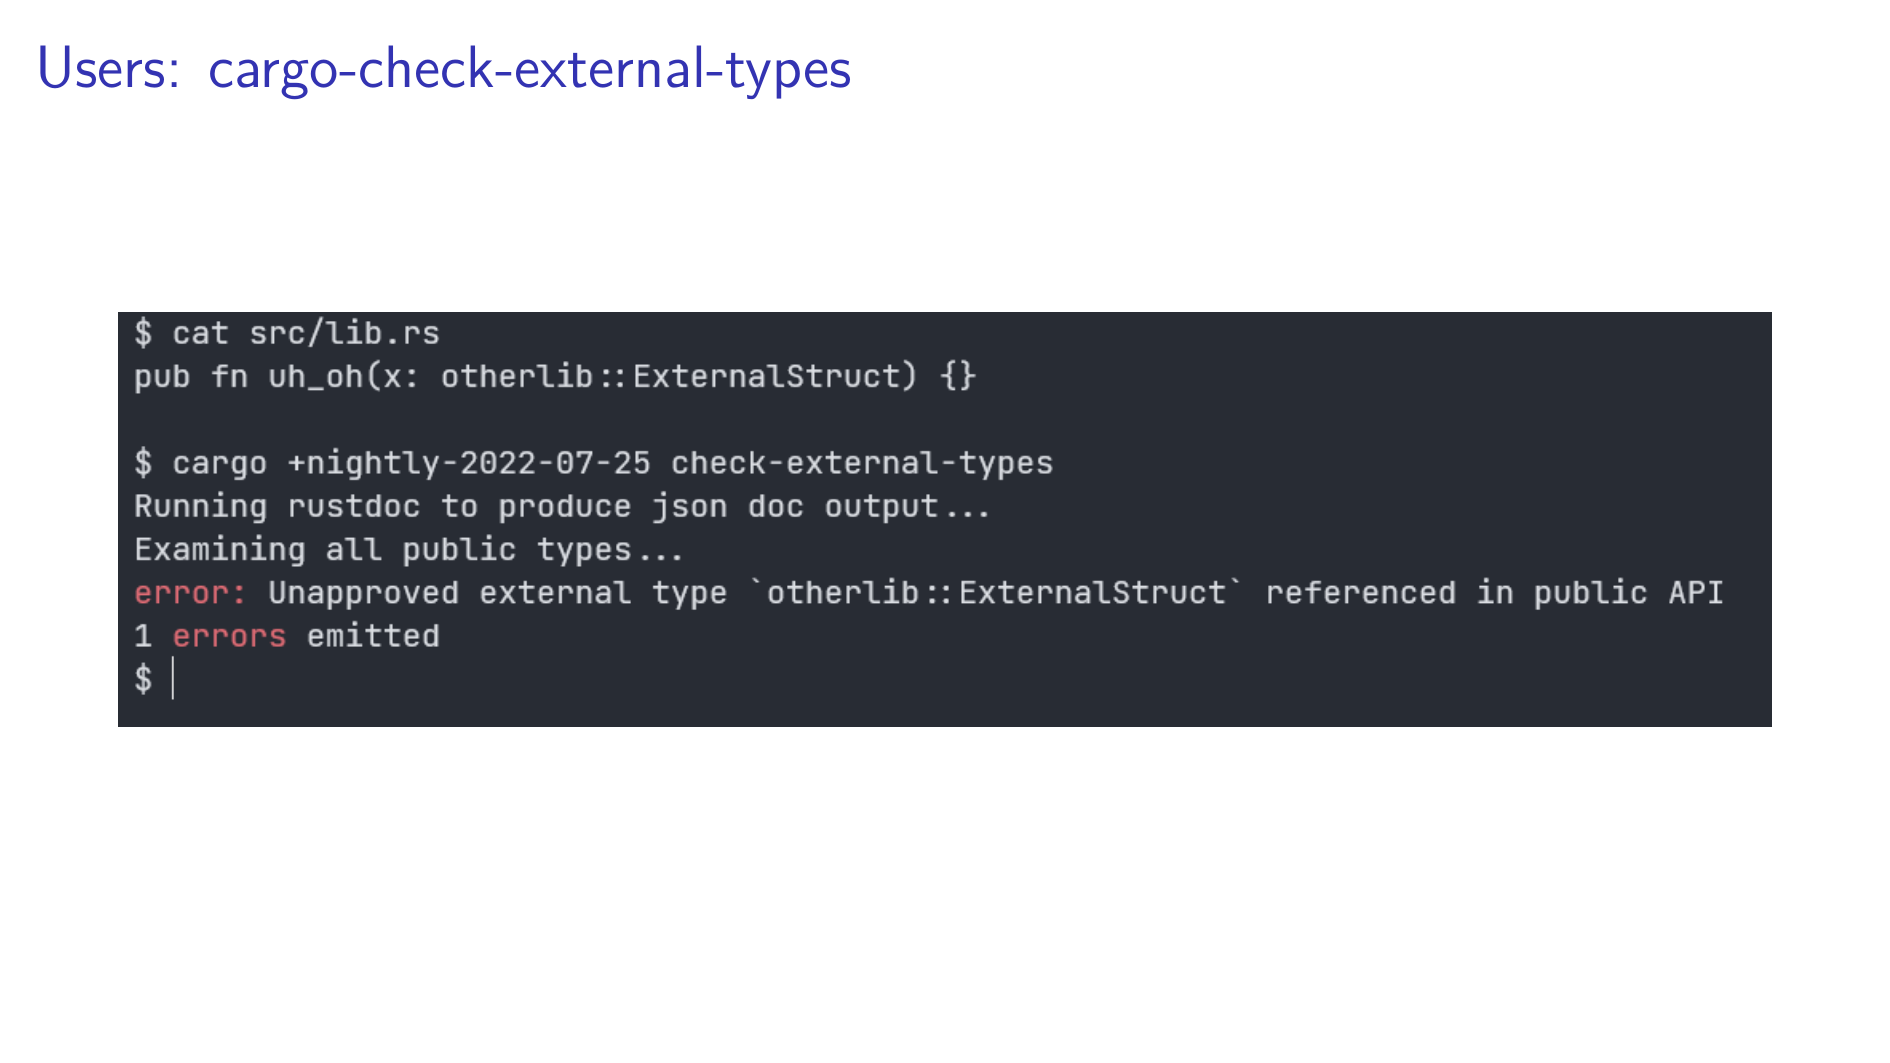 Users: cargo-check-external-types
$ cat src/lib.rs
pub fn uh_oh(x: otherlib::ExternalStruct) {}
$ cargo +nightly-2022-07-25 check-external-types
Running rustdoc to produce json doc output...
Examining all public types...
error: Unapproved external type `otherlib::ExternalStruct` referenced in public API
1 errors emitted
$